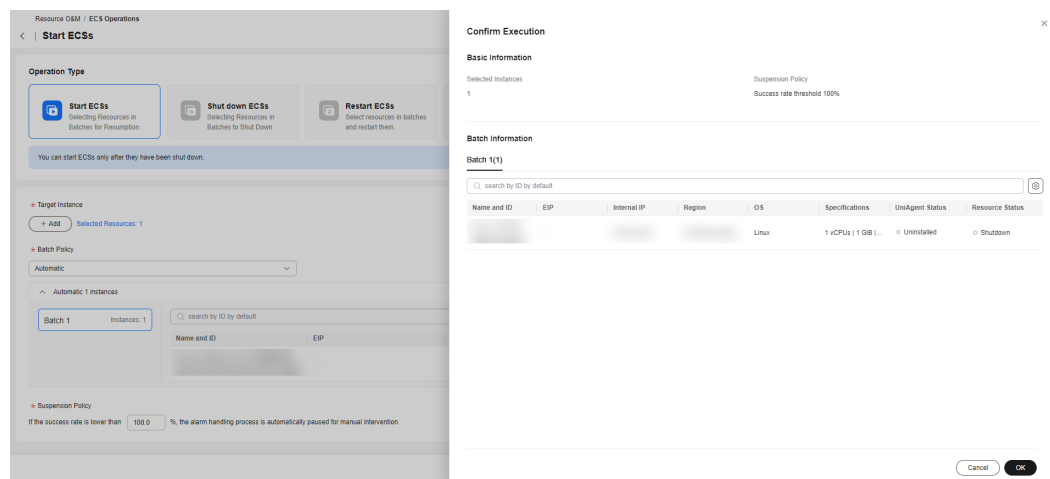 Resource O&M / ECS Operations
Start ECSs
Operation Type
Start ECSs
Selecting Resources in
Batches for Resumption
Shut down ECSs
Selecting Resources in
Batches to Shut Down
Restart ECSs
Select resources in batches
and restart them.
You can start ECSs only after they have been shut down.
* Target Instance
+ Add Selected Resources: 1
* Batch Policy
Automatic
Automatic 1 instances
Batch 1 Instances: 1
search by ID by default
Name and ID EIP
* Suspension Policy
If the success rate is lower than 100.0 %, the alarm handling process is automatically paused for manual intervention.
Confirm Execution
Basic Information
Selected Instances
1
Suspension Policy
Success rate threshold 100%
Batch Information
Batch 1(1)
search by ID by default
Name and ID EIP Internal IP Region OS Specifications UniAgent Status Resource Status
Linux 1 vCPUs | 1 GiB |... Uninstalled Shutdown
Cancel OK